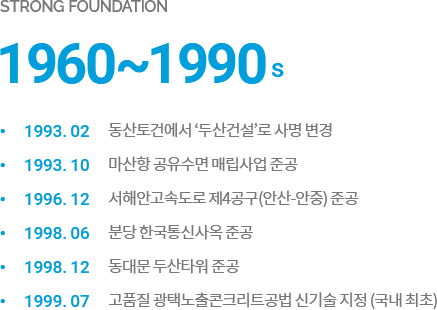 STRONG FOUNDATION
1960~1990s
• 1993. 02 동산토건에서 ‘두산건설’로 사명 변경
• 1993. 10 마산항 공유수면 매립사업 준공
• 1996. 12 서해안고속도로 제4공구(안산-안중) 준공
• 1998. 06 분당 한국통신사옥 준공
• 1998. 12 동대문 두산타워 준공
• 1999. 07 고품질 광택노출콘크리트공법 신기술 지정 (국내 최초)